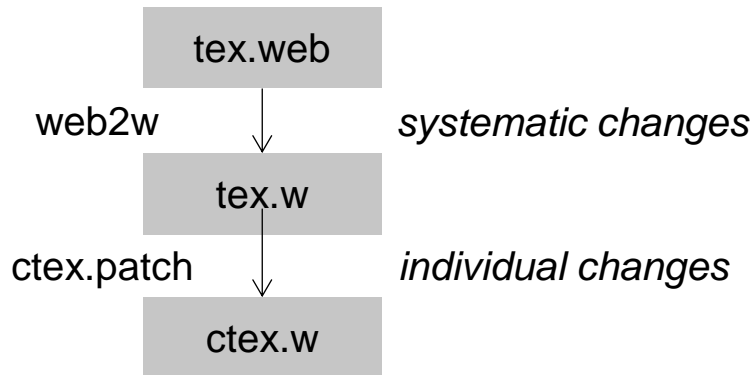 tex.web
web2w systematic changes
tex.w
ctex.patch individual changes
ctex.w